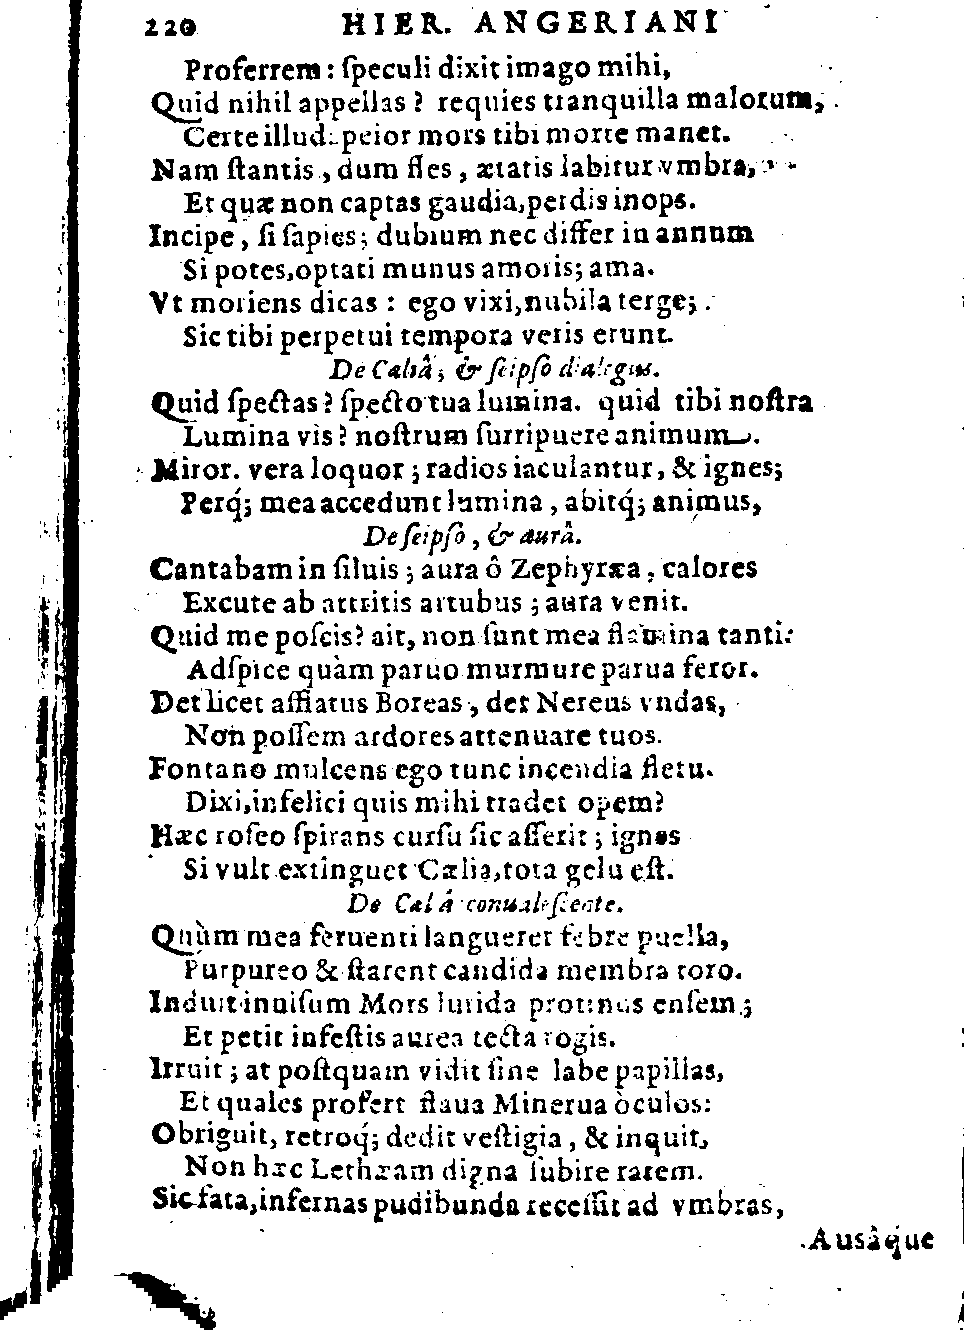 220 HIER. ANGERIANI
Proferrem : ſpeculi dixit imago mihi,
Quid nihil appellas ? requies tranquilla malorum,
Certe illud peior mors tibi morte manet.
Nam ſtantis, dum fles, ætatis labitur vmbra,
Et quæ non captas gaudia, perdis inops.
Incipe, ſi ſapies; dubium nec differ in annum
Si potes, optati munus amoris; ama.
Vt moriens dicas : ego vixi, nubila terge;
Sic tibi perpetui tempora veris erunt.
De Caliâ, & ſeipſo dialogus.
Quid ſpectas? ſpecto tua lumina. quid tibi noſtra
Lumina vis? noſtrum ſurripuere animum.
Miror. vera loquor ; radios iaculantur, & ignes;
Perq́; mea accedunt lumina, abitq́; animus,
De ſeipſo, & aurâ.
Cantabam in ſiluis ; aura ô Zephyræa, calores
Excute ab attritis artubus ; aura venit.
Quid me poſcis? ait, non ſunt mea flamina tanti:
Adſpice quàm paruo murmure parua feror.
Det licet afflatus Boreas, det Nereus vndas,
Non poſſem ardores attenuare tuos.
Fontano mulcens ego tunc incendia fletu.
Dixi, infelici quis mihi tradet opem?
Hæc roſeo ſpirans curſu ſic aſſerit ; ignes
Si vult extinguet Cælia, tota gelu eſt.
De Caliâ conualeſcente.
Quùm mea feruenti langueret febre puella,
Purpureo & ſtarent candida membra toro.
Induit inuiſum Mors lurida protinus enſem;
Et petit infeſtis aurea tecta rogis.
Irruit ; at poſtquam vidit ſine labe papillas,
Et quales profert flaua Minerua òculos:
Obriguit, retroq́; dedit veſtigia, & inquit,
Non hæc Lethæam digna ſubire ratem.
Sic fata, infernas pudibunda receſſit ad vmbras,
Ausâque